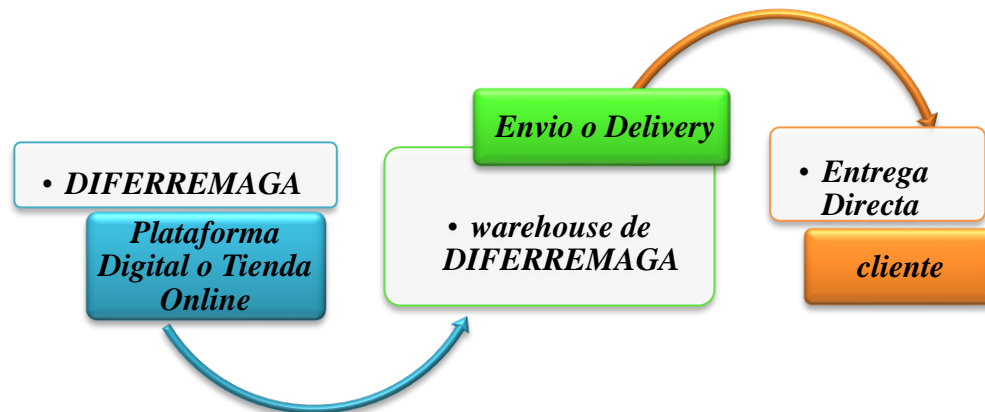 • DIFERREMAGA
Plataforma
Digital o Tienda
Online
Envio o Delivery
• warehouse de
DIFERREMAGA
• Entrega
Directa
cliente